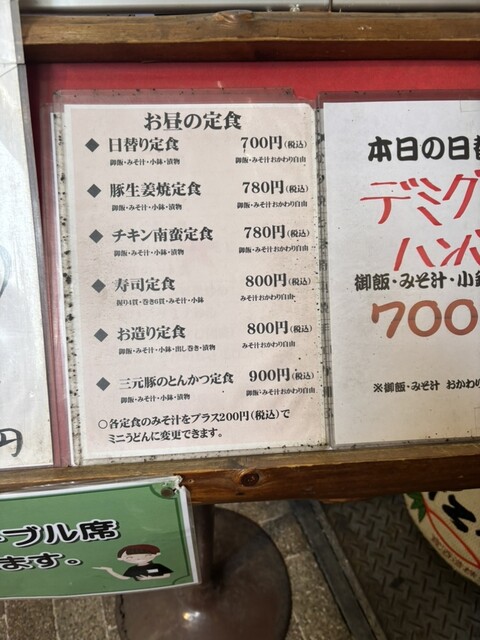 お昼の定食
◆ 日替り定食 700円(税込)
御飯・みそ汁・小鉢・漬物 御飯・みそ汁おかわり自由
◆ 豚生姜焼定食 780円(税込)
御飯・みそ汁・小鉢・漬物 御飯・みそ汁おかわり自由
◆ チキン南蛮定食 780円(税込)
御飯・みそ汁・小鉢・漬物 御飯・みそ汁おかわり自由
◆ 寿司定食 800円(税込)
握り4貫・巻き6貫・みそ汁・小鉢 みそ汁おかわり自由
◆ お造り定食 800円(税込)
御飯・みそ汁・小鉢・出し巻き・漬物 みそ汁おかわり自由
◆ 三元豚のとんかつ定食 900円(税込)
御飯・みそ汁・小鉢・漬物 御飯・みそ汁おかわり自由
○各定食のみそ汁をプラス200円(税込)で
ミニうどんに変更できます。
本日の日替
デミグ
ハンバ
御飯・みそ汁・小鉢
700
※御飯・みそ汁 おかわり
円
ーブル席
ます。